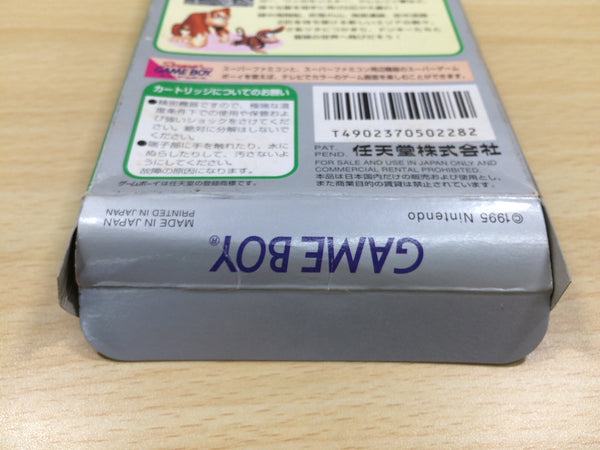 スーパーファミコンと、スーパーファミコン周辺機器のスーパーゲーム
ボーイを使えば、テレビでカラーのゲーム画面を楽しむことができます。
Super
GAME BOY
カートリッジについてのお願い
●精密機器ですので、極端な温
度条件下での使用や保管およ
び強いショックをさけてくだ
さい。絶対に分解はしないで
ください。
●端子部に手を触れたり、水に
ぬらしたりして、汚さないよ
うにしてください。
故障の原因になります。
ゲームボーイは任天堂の登録商標です。
T4902370502282
PAT.
PEND. 任天堂株式会社
FOR SALE AND USE IN JAPAN ONLY AND
COMMERCIAL RENTAL PROHIBITED.
本品は日本国内だけの販売および使用とし、
また商業目的の賃貸は禁止されています。
©1995 Nintendo
GAME BOY®
MADE IN JAPAN
PRINTED IN JAPAN